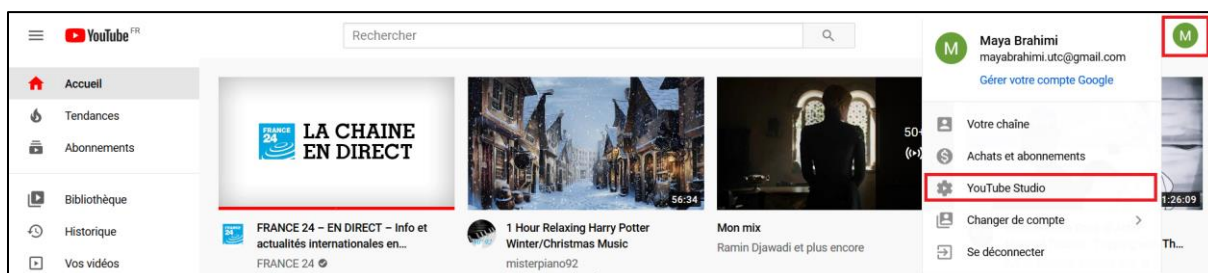 YouTube FR
Rechercher
M
Accueil
Tendances
Abonnements
Bibliothèque
Historique
Vos vidéos
FRANCE 24
LA CHAINE
EN DIRECT
FRANCE 24 – EN DIRECT – Info et
actualités internationales en...
FRANCE 24
56:34
1 Hour Relaxing Harry Potter
Winter/Christmas Music
misterpiano92
50+
Mon mix
Ramin Djawadi et plus encore
M
Maya Brahimi
mayabrahimi.utc@gmail.com
Gérer votre compte Google
Votre chaîne
Achats et abonnements
YouTube Studio
Changer de compte
Se déconnecter
1:26:09
Th...